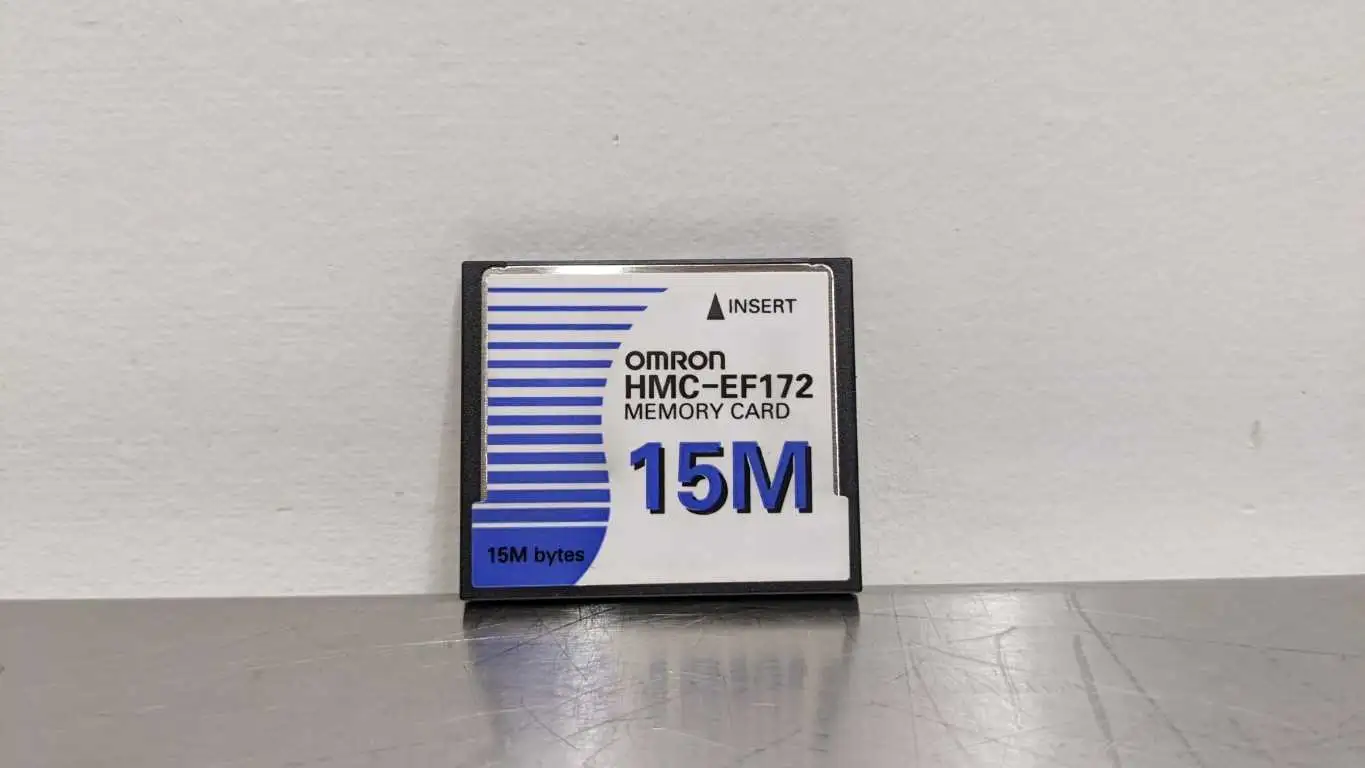 ▲INSERT
OMRON
HMC-EF172
MEMORY CARD
15M
15M bytes